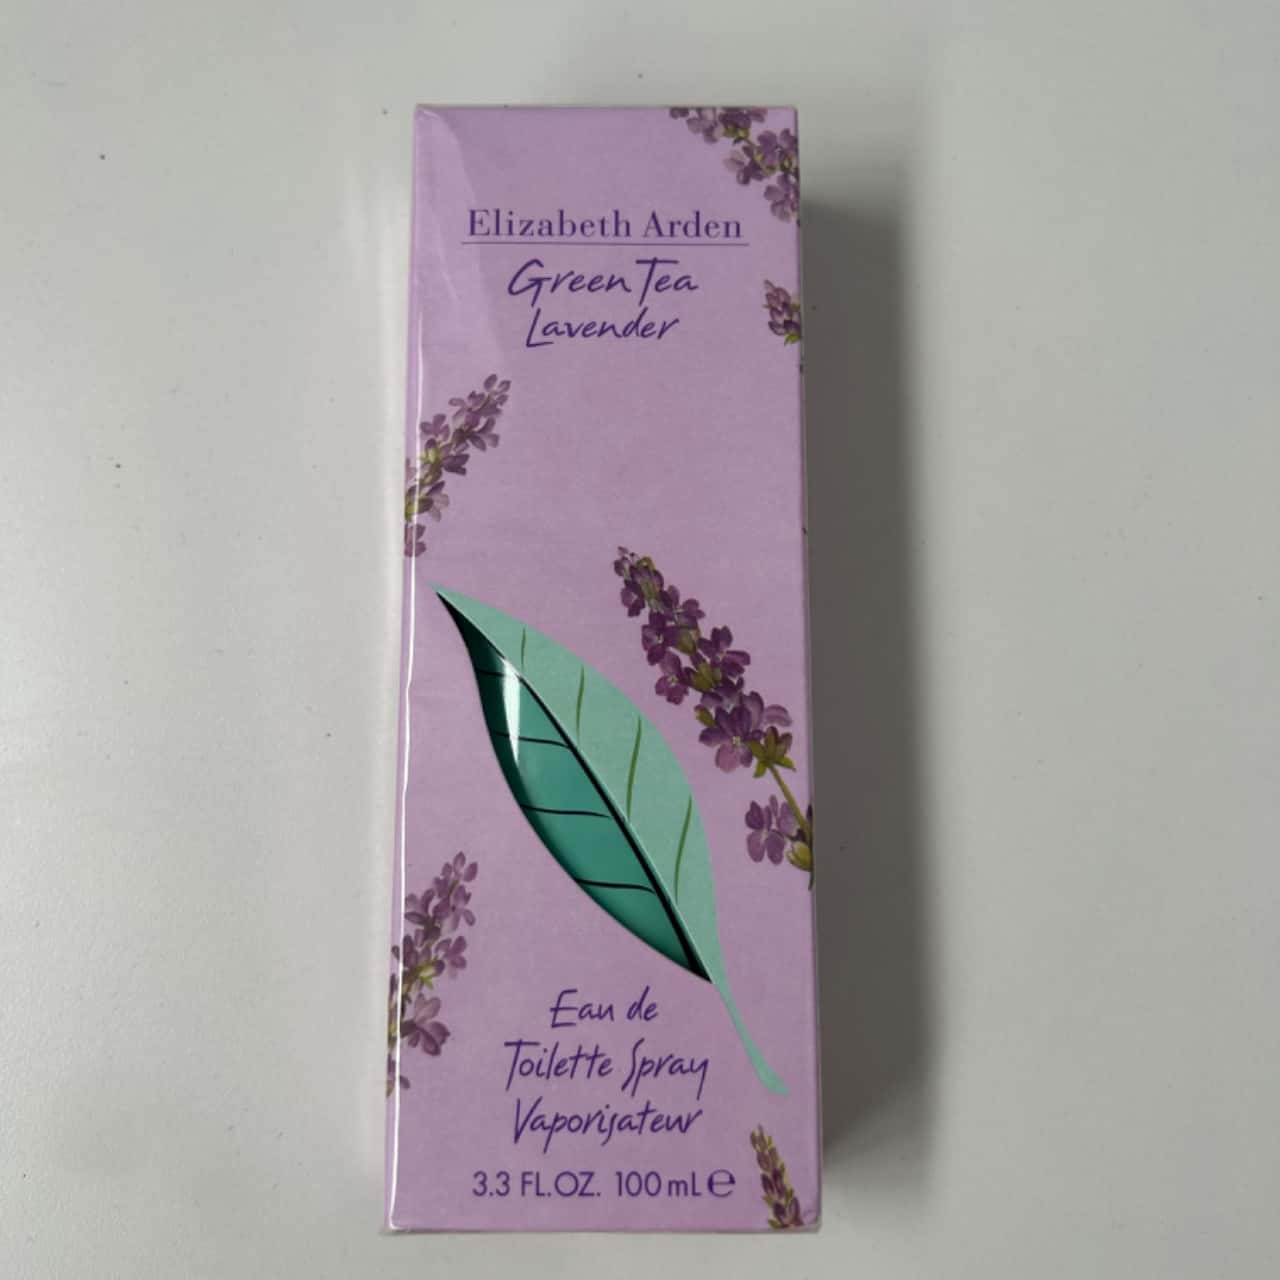 Elizabeth Arden
Green Tea
Lavender
Eau de
Toilette Spray
Vaporisateur
3.3 FL.OZ. 100 mL ℮